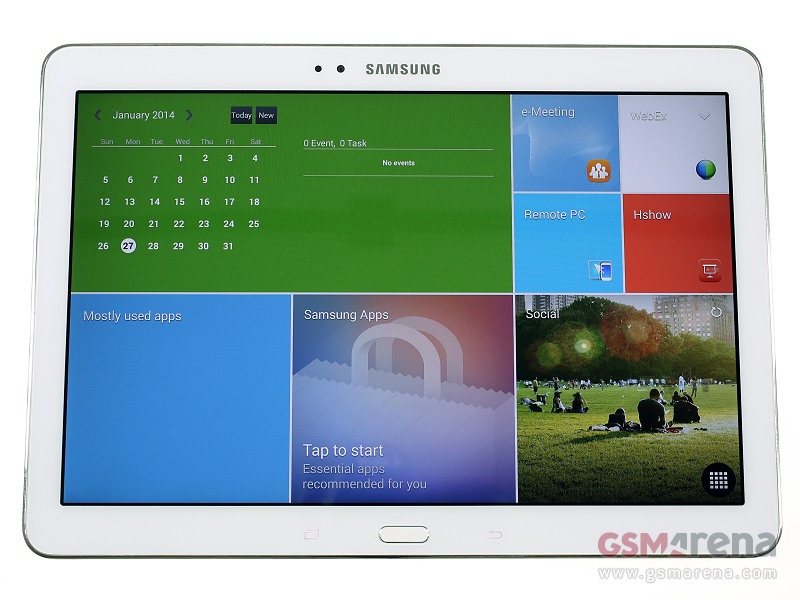 SAMSUNG
January 2014
Today New
Sun Mon Tue Wed Thu Fri Sat
1 2 3 4
5 6 7 8 9 10 11
12 13 14 15 16 17 18
19 20 21 22 23 24 25
26 27 28 29 30 31
0 Event, 0 Task
No events
e-Meeting
WebEx
Remote PC
Hshow
Mostly used apps
Samsung Apps
Tap to start
Essential apps
recommended for you
Social
GSMarena
www.gsmarena.com